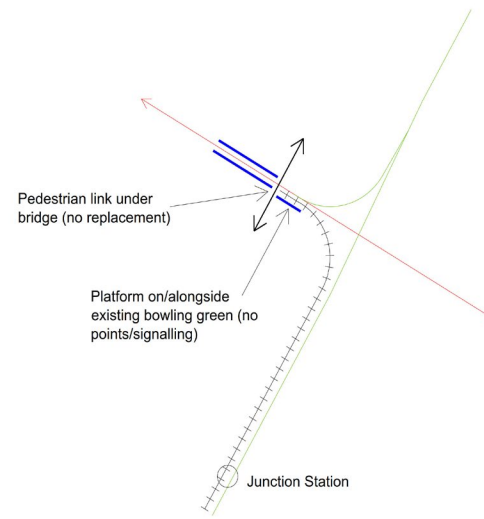 Pedestrian link under
bridge (no replacement)
Platform on/alongside
existing bowling green (no
points/signalling)
Junction Station